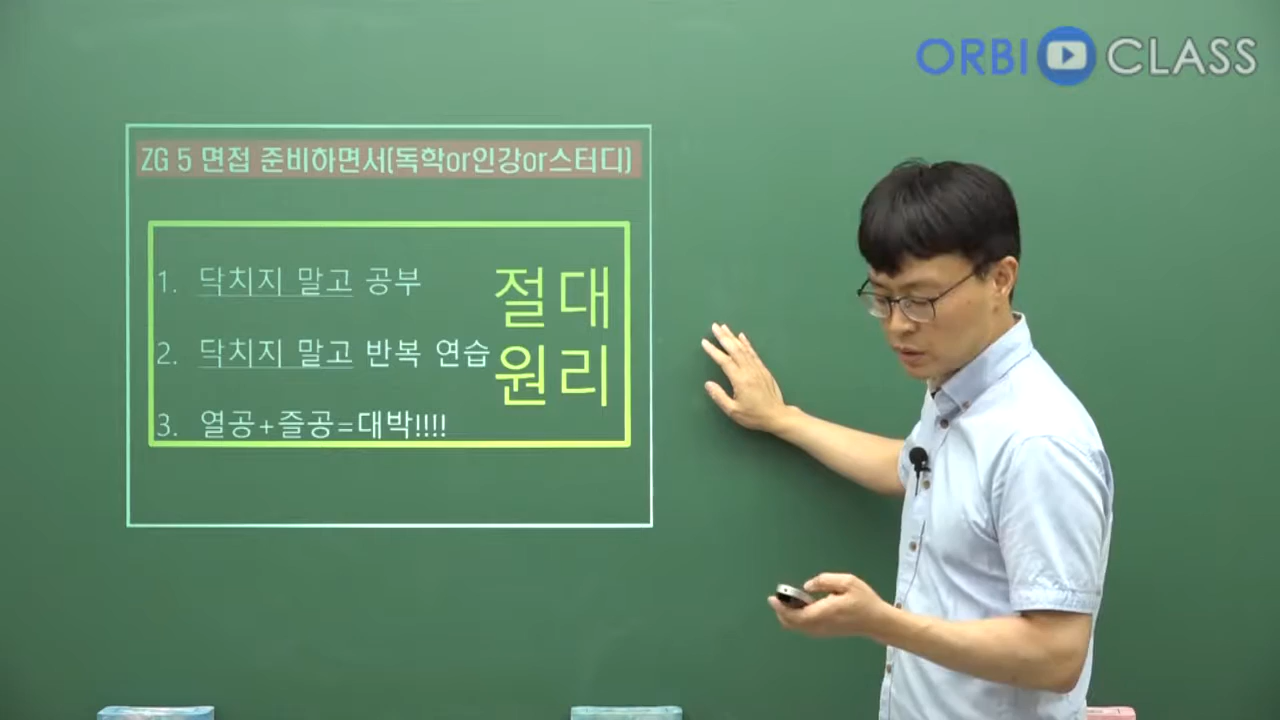 ORBI CLASS
ZG 5 면접 준비하면서(독학or인강or스터디)
1. 닥치지 말고 공부
2. 닥치지 말고 반복 연습
3. 열공+즐공=대박!!!!
절대
원리